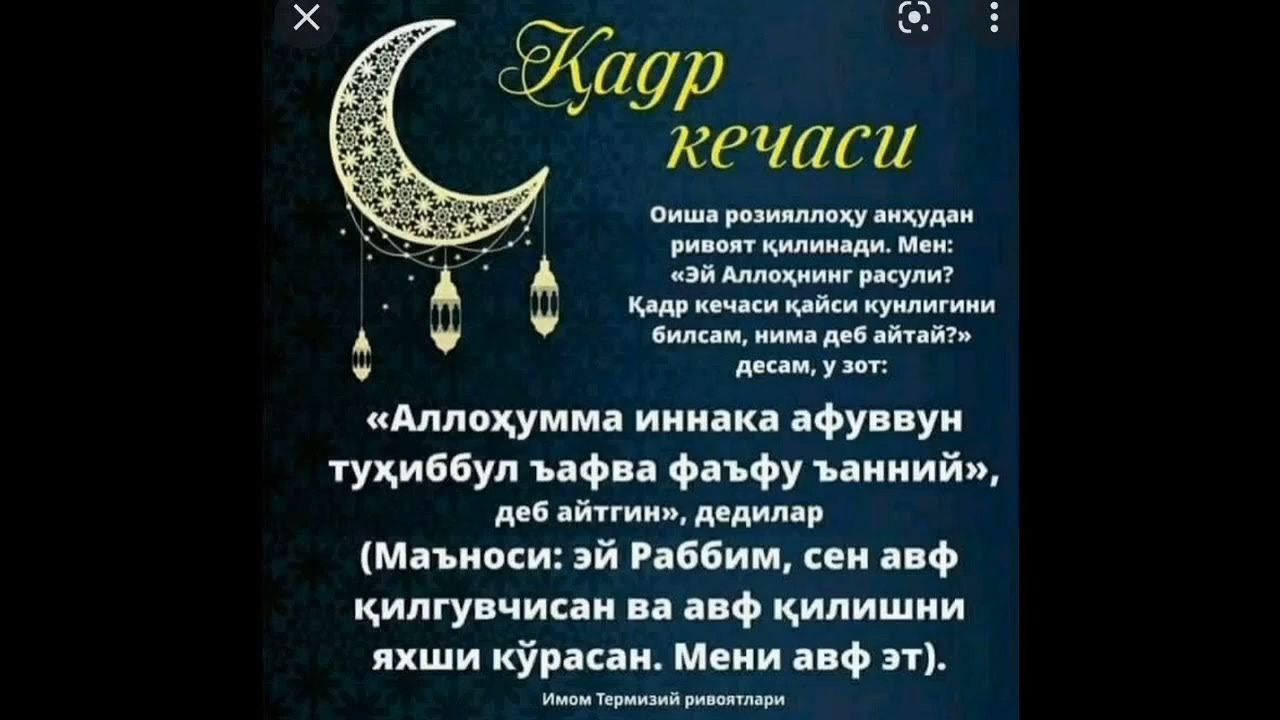 Қадр
кечаси
Оиша розияллоҳу анҳудан
ривоят қилинади. Мен:
«Эй Аллоҳнинг расули?
Қадр кечаси қайси кунлигини
билсам, нима деб айтай?»
десам, у зот:
«Аллоҳумма иннака афуввун
туҳиббул ъафва фаъфу ъанний»,
деб айтгин», дедилар
(Маъноси: эй Раббим, сен авф
қилгувчисан ва авф қилишни
яхши кўрасан. Мени авф эт).
Имом Термизий ривоятлари